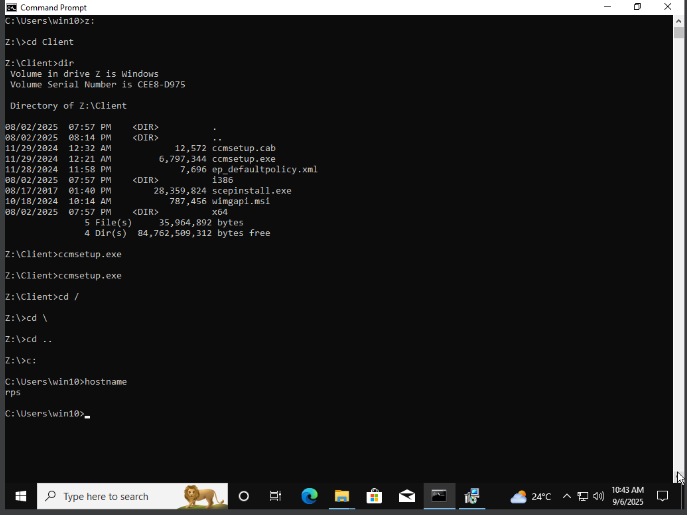 Command Prompt
C:\Users\win10>z:
Z:\>cd Client
Z:\Client>dir
 Volume in drive Z is Windows
 Volume Serial Number is CEE8-D975
 Directory of Z:\Client
08/02/2025  07:57 PM    <DIR>          .
08/02/2025  08:14 PM    <DIR>          ..
11/29/2024  12:32 AM            12,572 ccmsetup.cab
11/29/2024  12:21 AM         6,797,344 ccmsetup.exe
11/28/2024  11:58 PM             7,696 ep_defaultpolicy.xml
08/02/2025  07:57 PM    <DIR>          i386
08/17/2017  01:40 PM        28,359,824 scepinstall.exe
10/18/2024  10:14 AM           787,456 wimgapi.msi
08/02/2025  07:57 PM    <DIR>          x64
               5 File(s)     35,964,892 bytes
               4 Dir(s)  84,762,509,312 bytes free
Z:\Client>ccmsetup.exe
Z:\Client>ccmsetup.exe
Z:\Client>cd /
Z:\>cd \
Z:\>cd ..
Z:\>c:
C:\Users\win10>hostname
rps
C:\Users\win10>
Type here to search
24°C
10:43 AM
9/6/2025